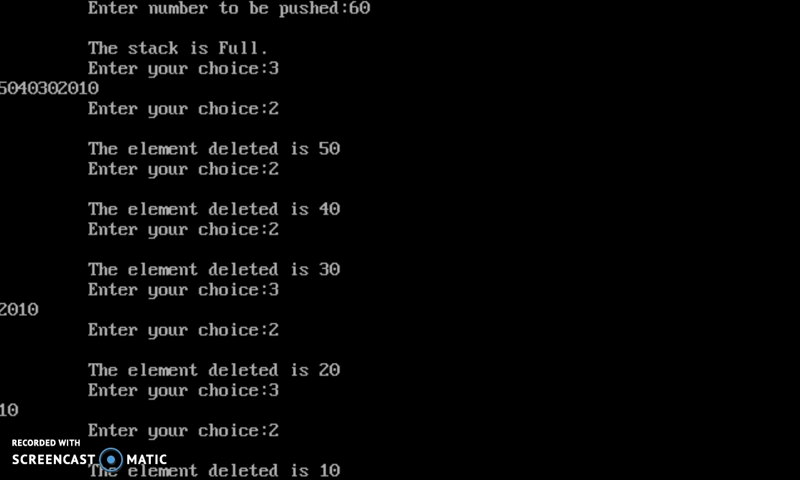 Enter number to be pushed:60
The stack is Full.
Enter your choice:3
5040302010
Enter your choice:2
The element deleted is 50
Enter your choice:2
The element deleted is 40
Enter your choice:2
The element deleted is 30
Enter your choice:3
2010
Enter your choice:2
The element deleted is 20
Enter your choice:3
10
Enter your choice:2
RECORDED WITH
SCREENCAST MATIC
The element deleted is 10